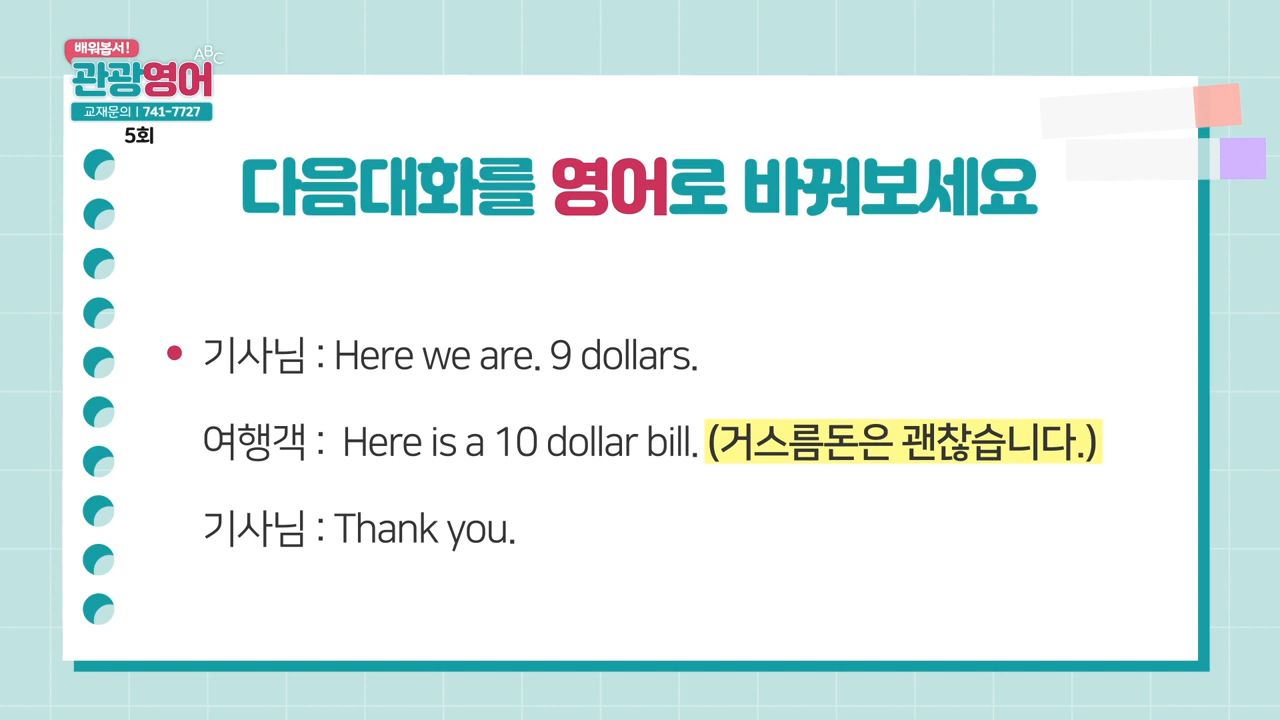 배워봅서!
ABC
관광영어
교재문의 | 741-7727
5회
다음대화를 영어로 바꿔보세요
• 기사님 : Here we are. 9 dollars.
여행객 : Here is a 10 dollar bill. (거스름돈은 괜찮습니다.)
기사님 : Thank you.